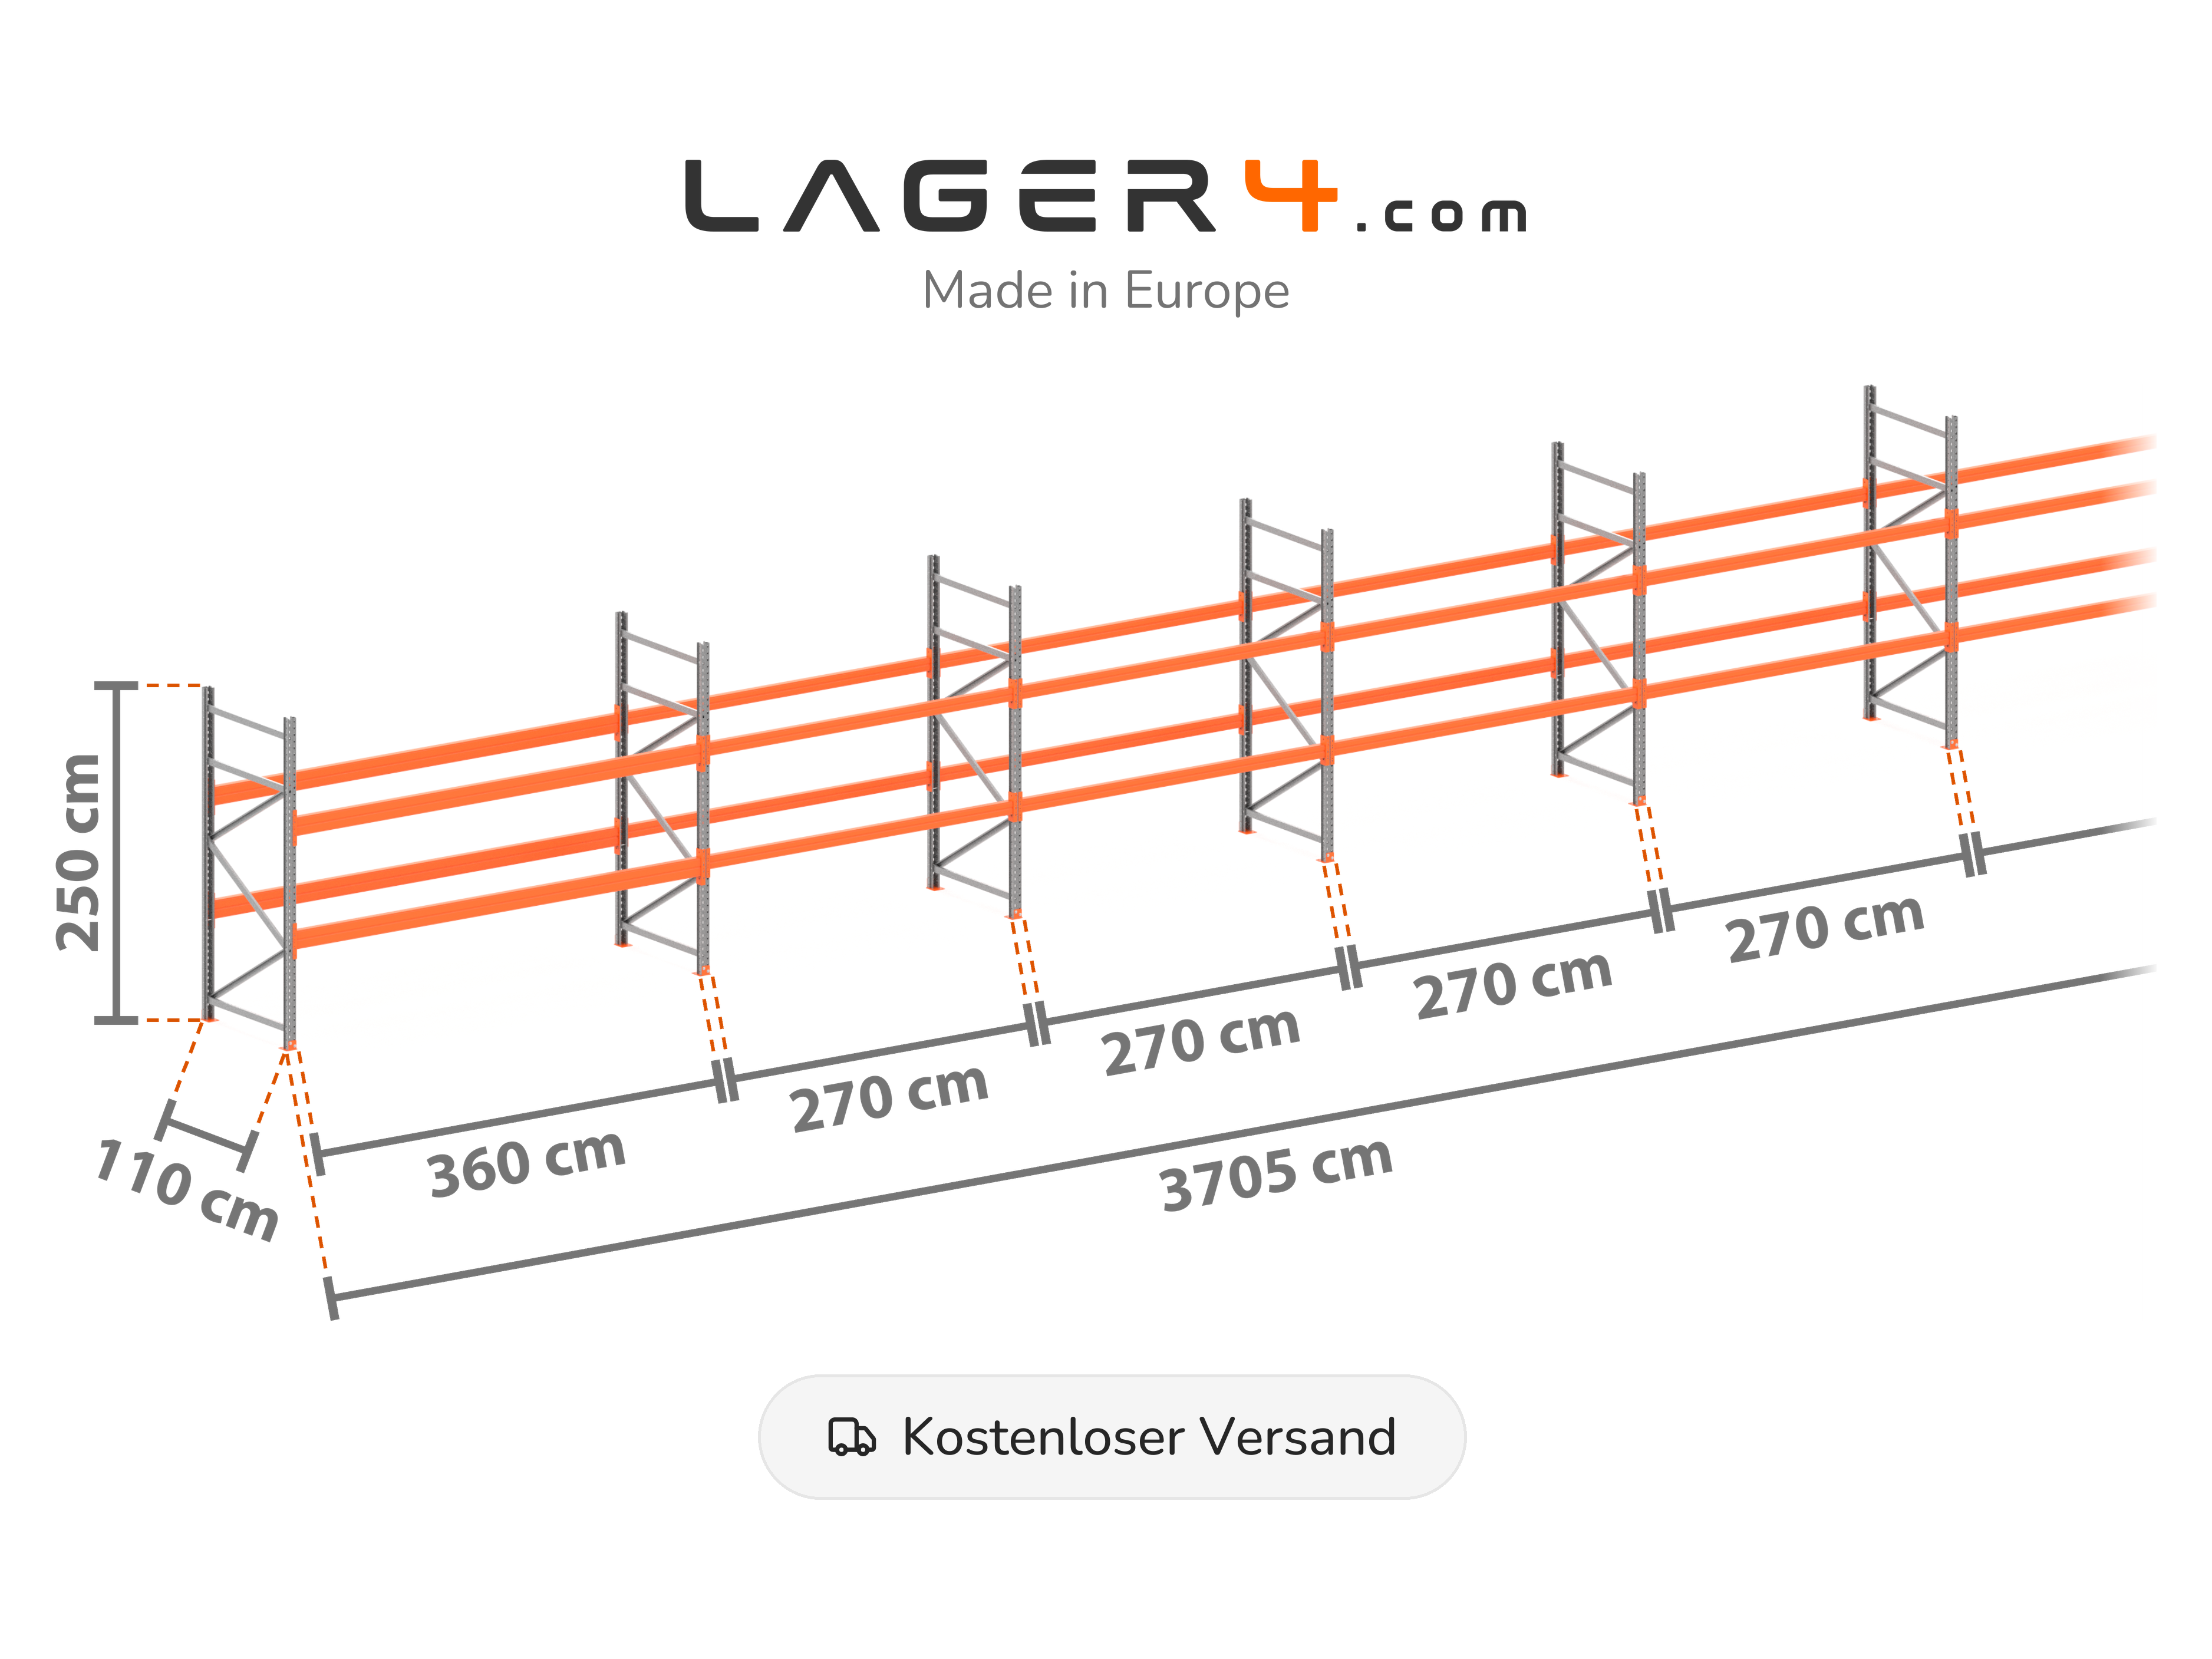 LAGER4.com
Made in Europe
250 cm
110 cm
360 cm
270 cm
270 cm
270 cm
270 cm
3705 cm
Kostenloser Versand